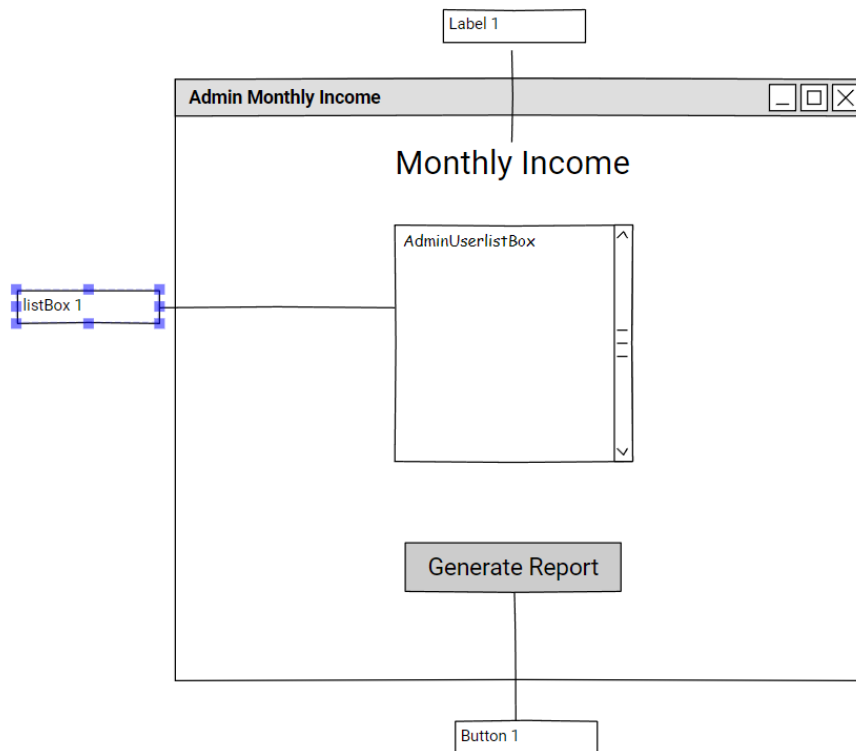 Label 1
Admin Monthly Income
Monthly Income
AdminUserlistBox
listBox 1
Generate Report
Button 1